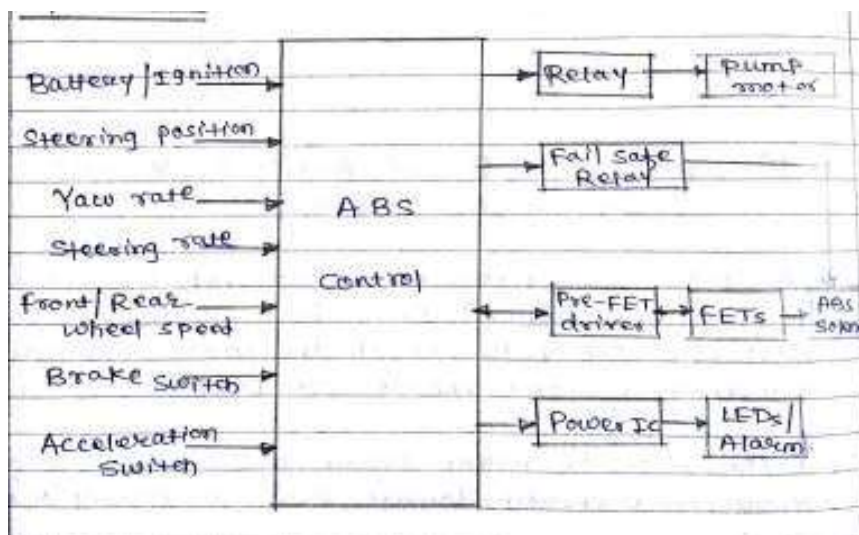 Battery/Ignition
Steering position
Yaw rate
Steering rate
Front/Rear
wheel speed
Brake switch
Acceleration
Switch
ABS
Control
Relay
Pump
motor
Fail safe
Relay
Pre-FET
driver
FETs
ABS
Power Ic
LEDs/
Alarm